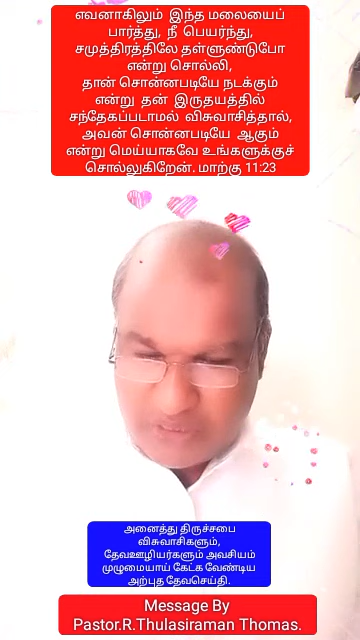 எவனாகிலும் இந்த மலையைப்
பார்த்து, நீ பெயர்ந்து,
சமுத்திரத்திலே தள்ளுண்டுபோ
என்று சொல்லி,
தான் சொன்னபடியே நடக்கும்
என்று தன் இருதயத்தில்
சந்தேகப்படாமல் விசுவாசித்தால்,
அவன் சொன்னபடியே ஆகும்
என்று மெய்யாகவே உங்களுக்குச்
சொல்லுகிறேன். மாற்கு 11:23
அனைத்து திருச்சபை
விசுவாசிகளும்,
தேவஊழியர்களும் அவசியம்
முழுமையாய் கேட்க வேண்டிய
அற்புத தேவசெய்தி.
Message By
Pastor.R.Thulasiraman Thomas.